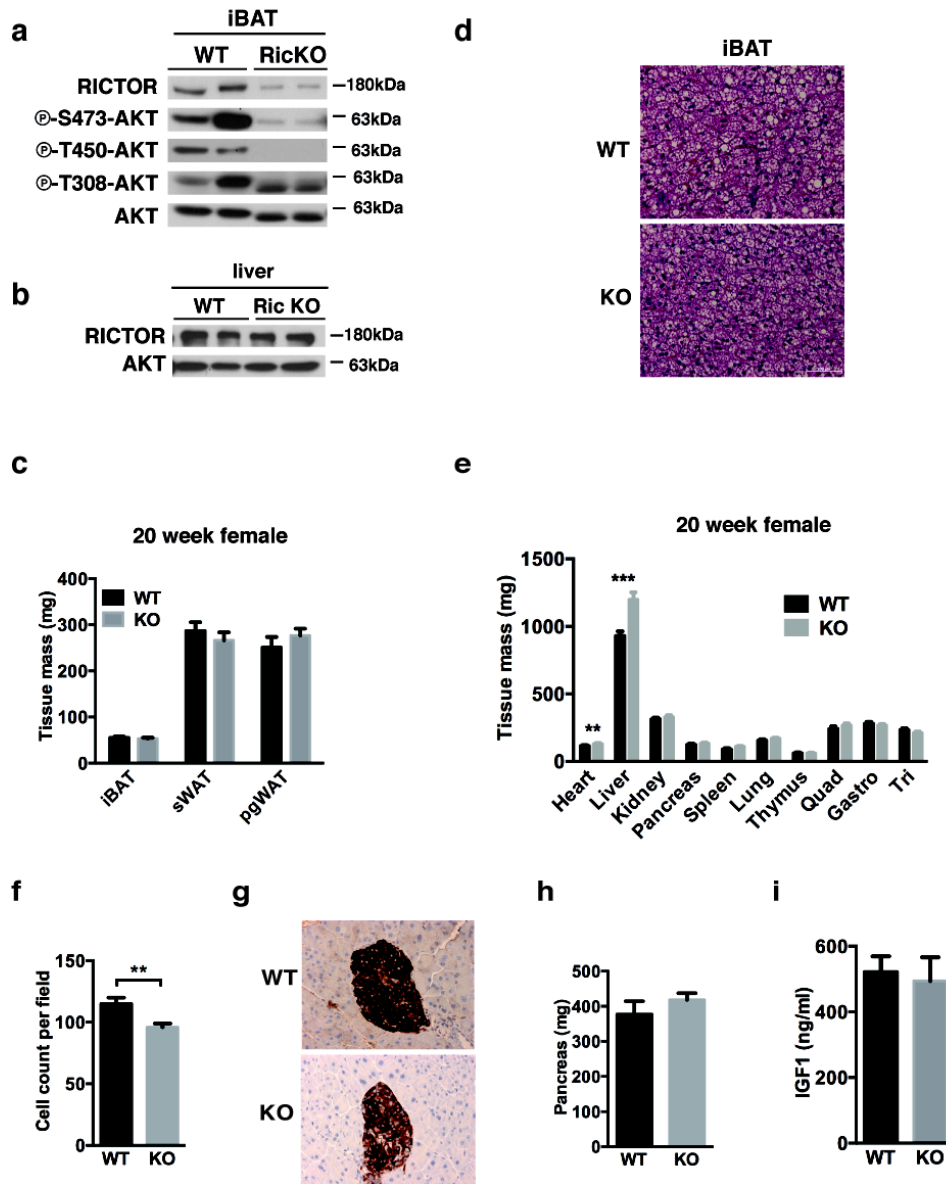 a
iBAT
WT RicKO
RICTOR
180kDa
Ⓟ-S473-AKT
63kDa
Ⓟ-T450-AKT
Ⓟ-T308-AKT
63kDa
AKT
63kDa
b
liver
WT Ric KO
RICTOR
180kDa
AKT
63kDa
c
20 week female
Tissue mass (mg)
400
300
200
100
0
WT
KO
iBAT sWAT pgWAT
d
iBAT
WT
KO
e
20 week female
Tissue mass (mg)
1500
1000
500
0
***
**
WT
KO
Heart Liver Kidney Pancreas Spleen Lung Thymus Quad Gastro Tri
f
Cell count per field
150
100
50
0
**
WT KO
g
WT
KO
h
Pancreas (mg)
500
400
300
200
100
0
WT KO
i
IGF1 (ng/ml)
600
400
200
0
WT KO